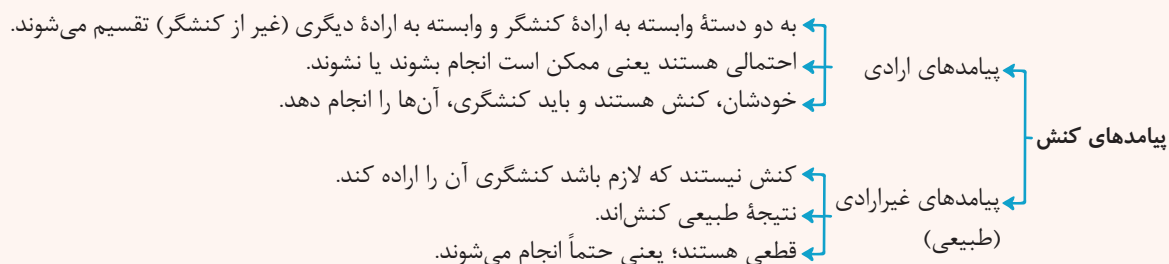 پیامدهای کنش
پیامدهای ارادی
به دو دستهٔ وابسته به ارادهٔ کنشگر و وابسته به ارادهٔ دیگری (غیر از کنشگر) تقسیم می‌شوند.
احتمالی هستند یعنی ممکن است انجام بشوند یا نشوند.
خودشان، کنش هستند و باید کنشگری، آن‌ها را انجام دهد.
پیامدهای غیرارادی
(طبیعی)
کنش نیستند که لازم باشد کنشگری آن را اراده کند.
نتیجهٔ طبیعی کنش‌اند.
قطعی هستند؛ یعنی حتماً انجام می‌شوند.